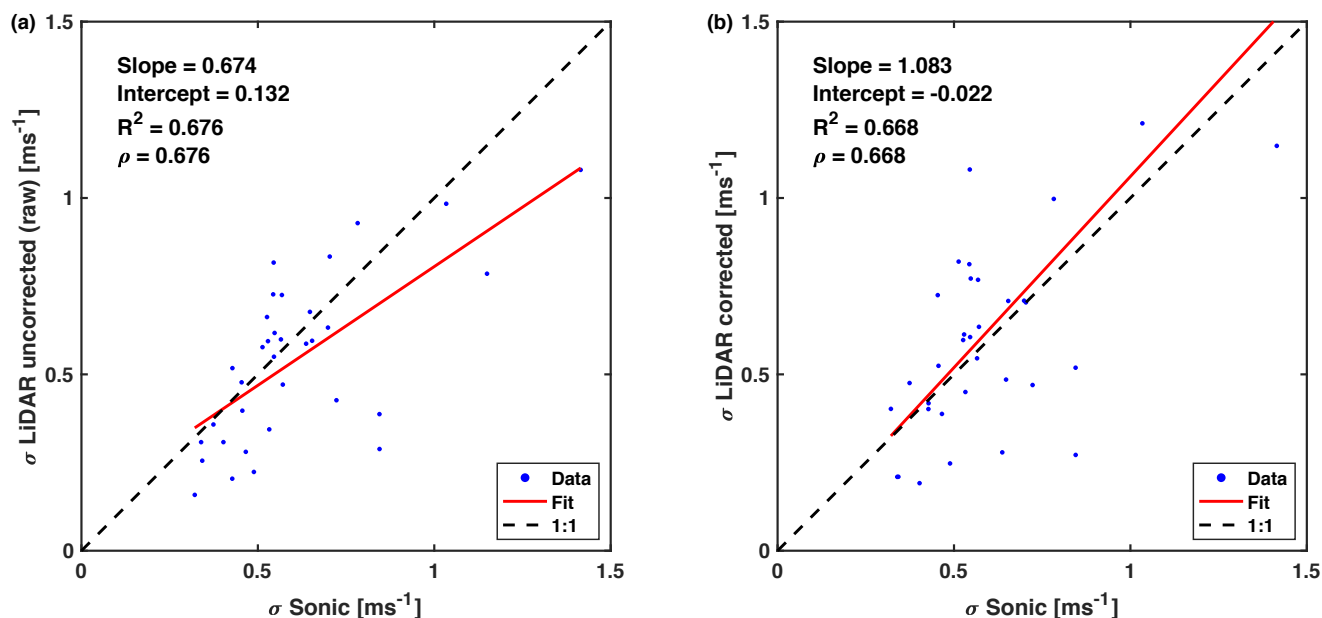 (a)
Slope = 0.674
Intercept = 0.132
R² = 0.676
ρ = 0.676
σ LiDAR uncorrected (raw) [ms⁻¹]
1.5
1
0.5
0
0
0.5
1
1.5
σ Sonic [ms⁻¹]
Data
Fit
1:1
(b)
Slope = 1.083
Intercept = -0.022
R² = 0.668
ρ = 0.668
σ LiDAR corrected [ms⁻¹]
1.5
1
0.5
0
0
0.5
1
1.5
σ Sonic [ms⁻¹]
Data
Fit
1:1